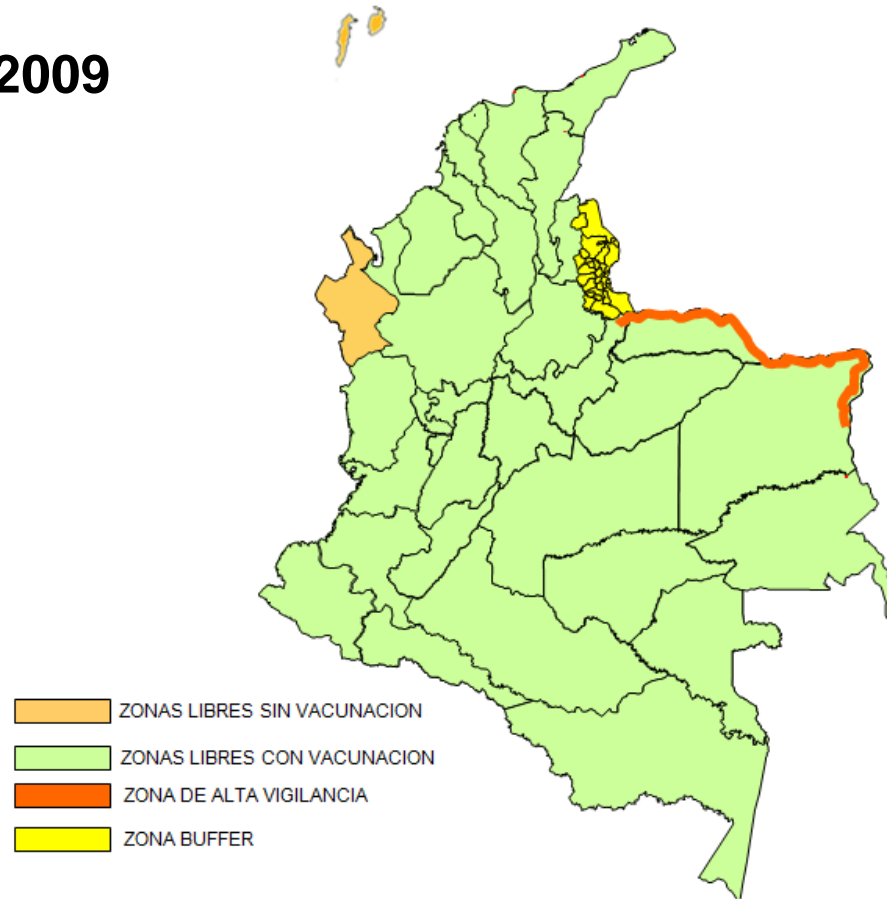 2009
ZONAS LIBRES SIN VACUNACION
ZONAS LIBRES CON VACUNACION
ZONA DE ALTA VIGILANCIA
ZONA BUFFER